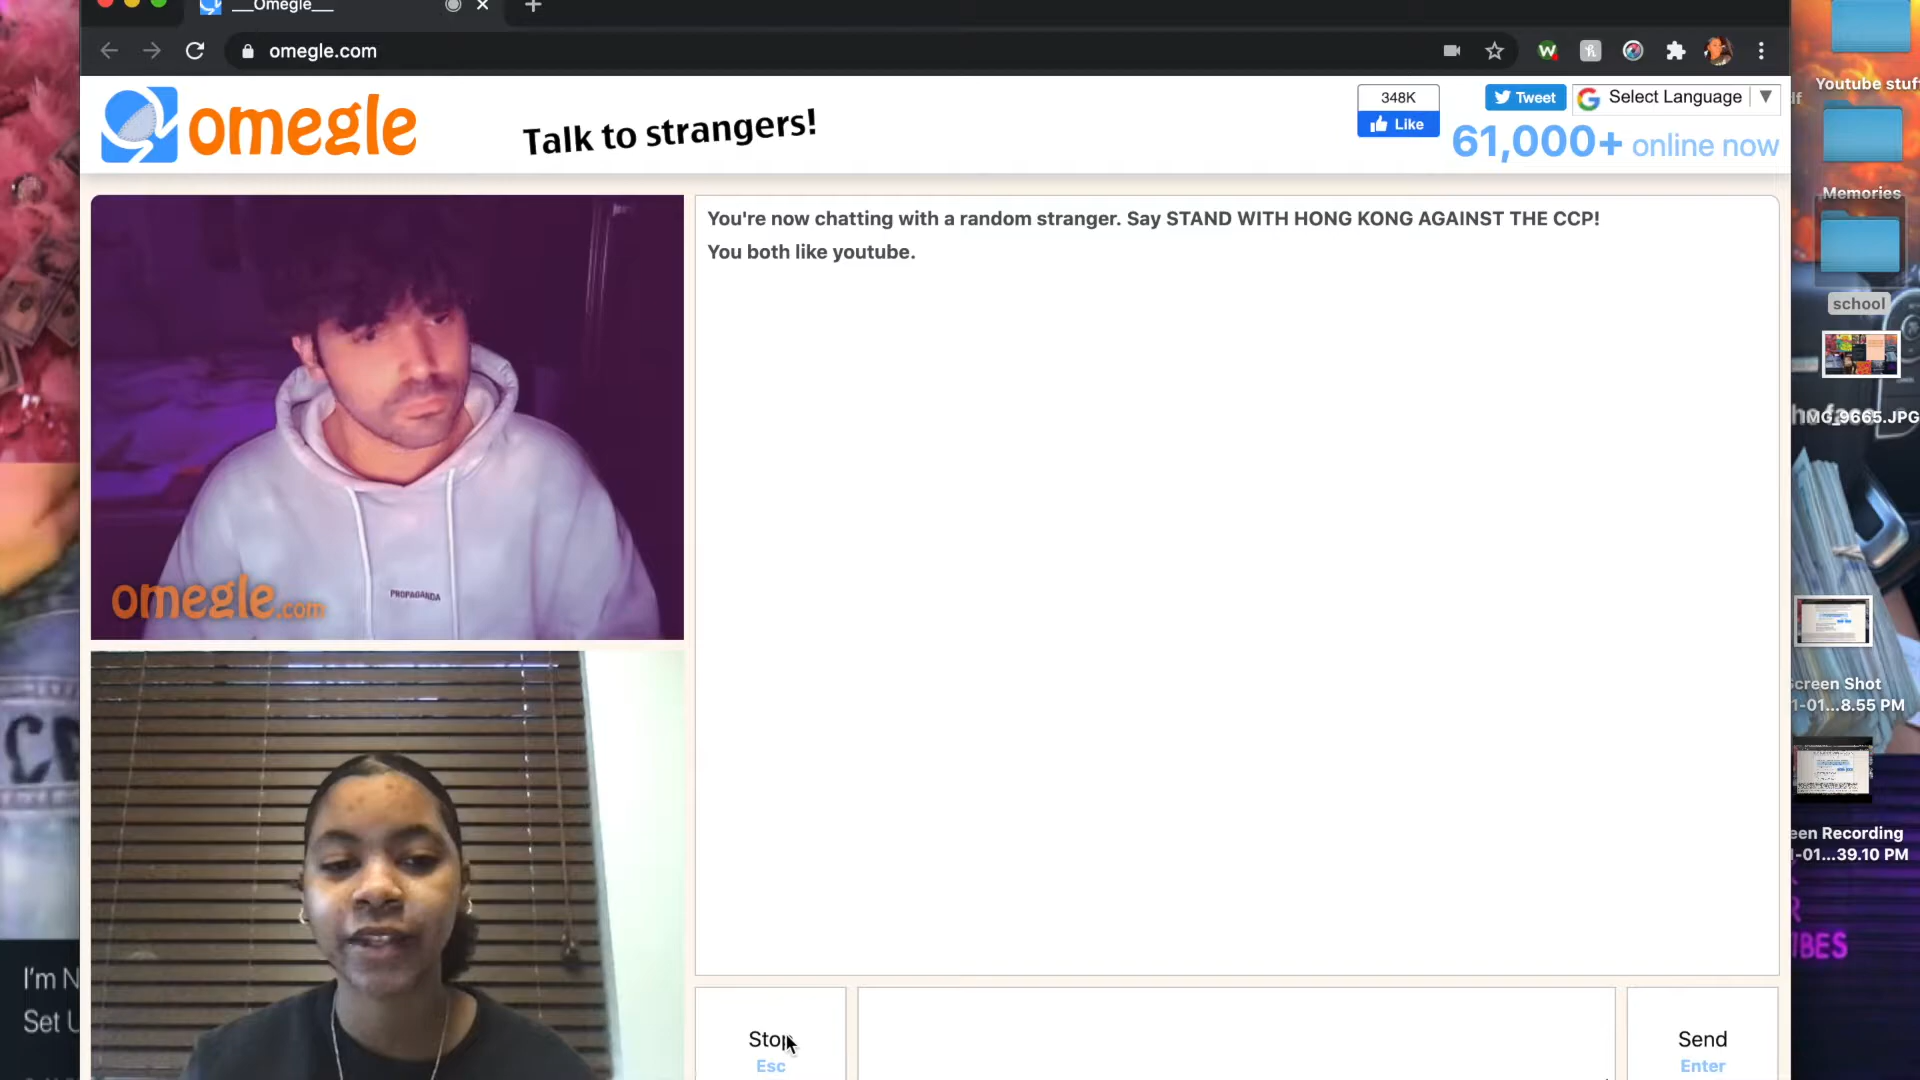 __Omegle__
omegle.com
omegle
Talk to strangers!
348K
Like
Tweet
Select Language
61,000+ online now
You're now chatting with a random stranger. Say STAND WITH HONG KONG AGAINST THE CCP!
You both like youtube.
PROPAGANDA
omegle.com
Stop
Esc
Send
Enter
Youtube stuf
Memories
school
IMG_9665.JPG
Screen Shot
1-01...8.55 PM
een Recording
-01...39.10 PM
IBES
I'm N
Set U